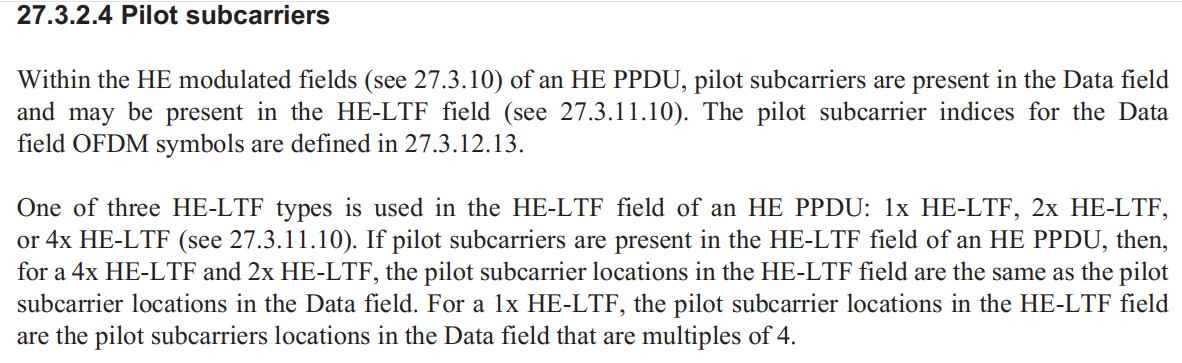 27.3.2.4 Pilot subcarriers
Within the HE modulated fields (see 27.3.10) of an HE PPDU, pilot subcarriers are present in the Data field
and may be present in the HE-LTF field (see 27.3.11.10). The pilot subcarrier indices for the Data
field OFDM symbols are defined in 27.3.12.13.
One of three HE-LTF types is used in the HE-LTF field of an HE PPDU: 1x HE-LTF, 2x HE-LTF,
or 4x HE-LTF (see 27.3.11.10). If pilot subcarriers are present in the HE-LTF field of an HE PPDU, then,
for a 4x HE-LTF and 2x HE-LTF, the pilot subcarrier locations in the HE-LTF field are the same as the pilot
subcarrier locations in the Data field. For a 1x HE-LTF, the pilot subcarrier locations in the HE-LTF field
are the pilot subcarriers locations in the Data field that are multiples of 4.